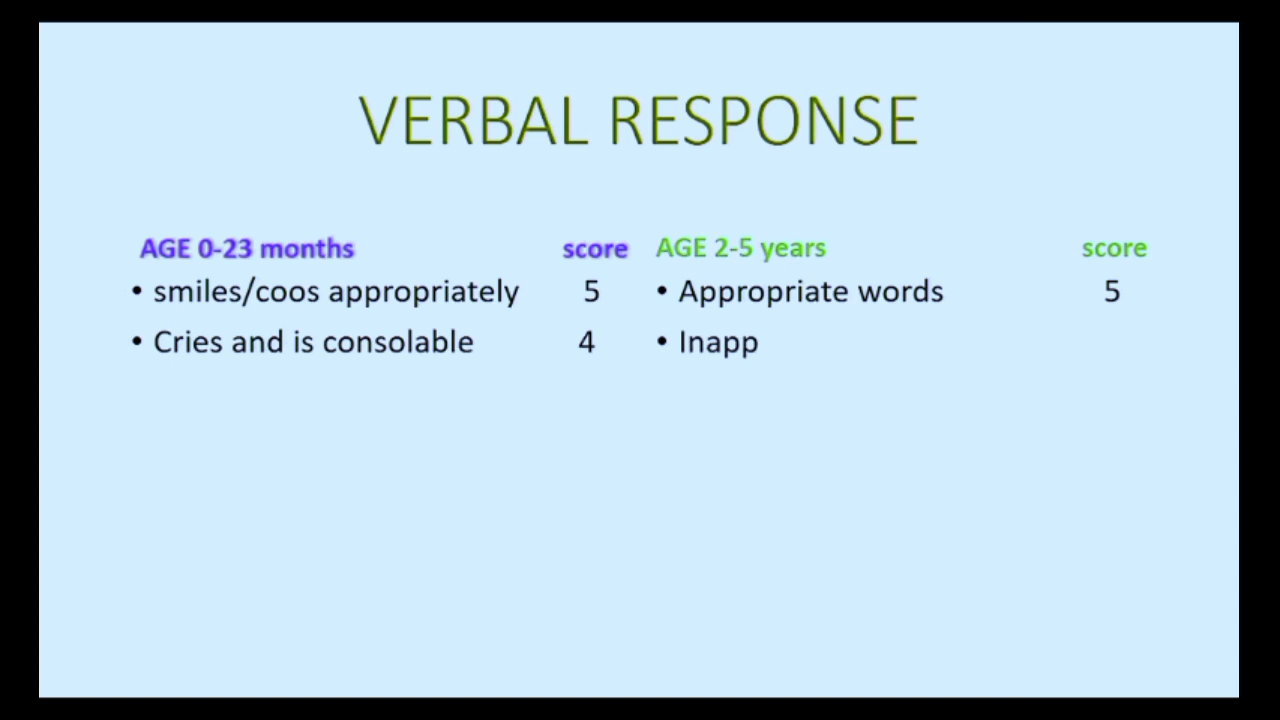 VERBAL RESPONSE
AGE 0-23 months score
• smiles/coos appropriately 5
• Cries and is consolable 4
AGE 2-5 years score
• Appropriate words 5
• Inapp